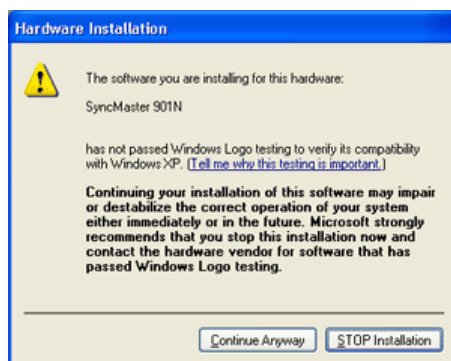 Hardware Installation
The software you are installing for this hardware:
SyncMaster 901N
has not passed Windows Logo testing to verify its compatibility
with Windows XP. (Tell me why this testing is important.)
Continuing your installation of this software may impair
or destabilize the correct operation of your system
either immediately or in the future. Microsoft strongly
recommends that you stop this installation now and
contact the hardware vendor for software that has
passed Windows Logo testing.
Continue Anyway
STOP Installation